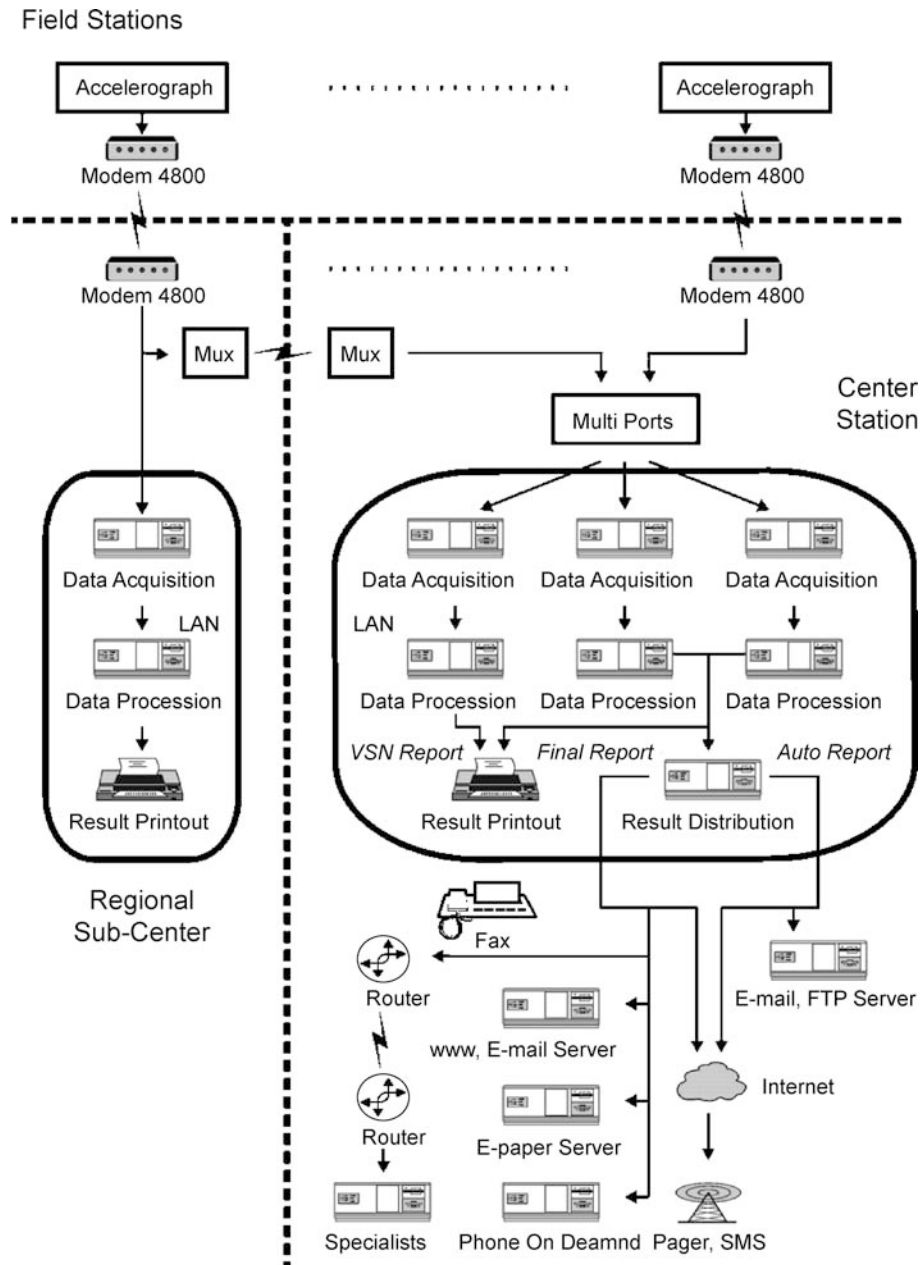 Field Stations
Accelerograph
Accelerograph
Modem 4800
Modem 4800
Modem 4800
Modem 4800
Mux
Mux
Multi Ports
Center
Station
Data Acquisition
Data Acquisition
Data Acquisition
Data Acquisition
LAN
LAN
Data Procession
Data Procession
Data Procession
Data Procession
VSN Report
Final Report
Auto Report
Result Printout
Result Printout
Result Distribution
Regional
Sub-Center
Fax
Router
E-mail, FTP Server
www, E-mail Server
Internet
Router
E-paper Server
Specialists
Phone On Deamnd
Pager, SMS